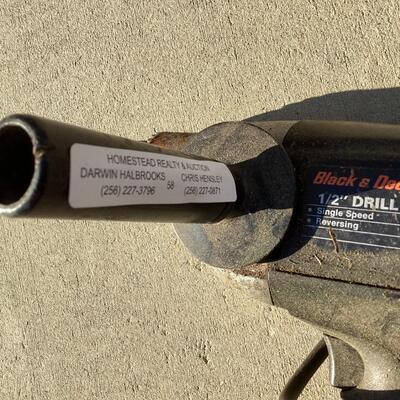 HOMESTEAD REALTY & AUCTION
DARWIN HALBROOKS 58 CHRIS HENSLEY
(256) 227-3796 (256) 227-0871
Black & Dec
1/2" DRILL
• Single Speed
• Reversing